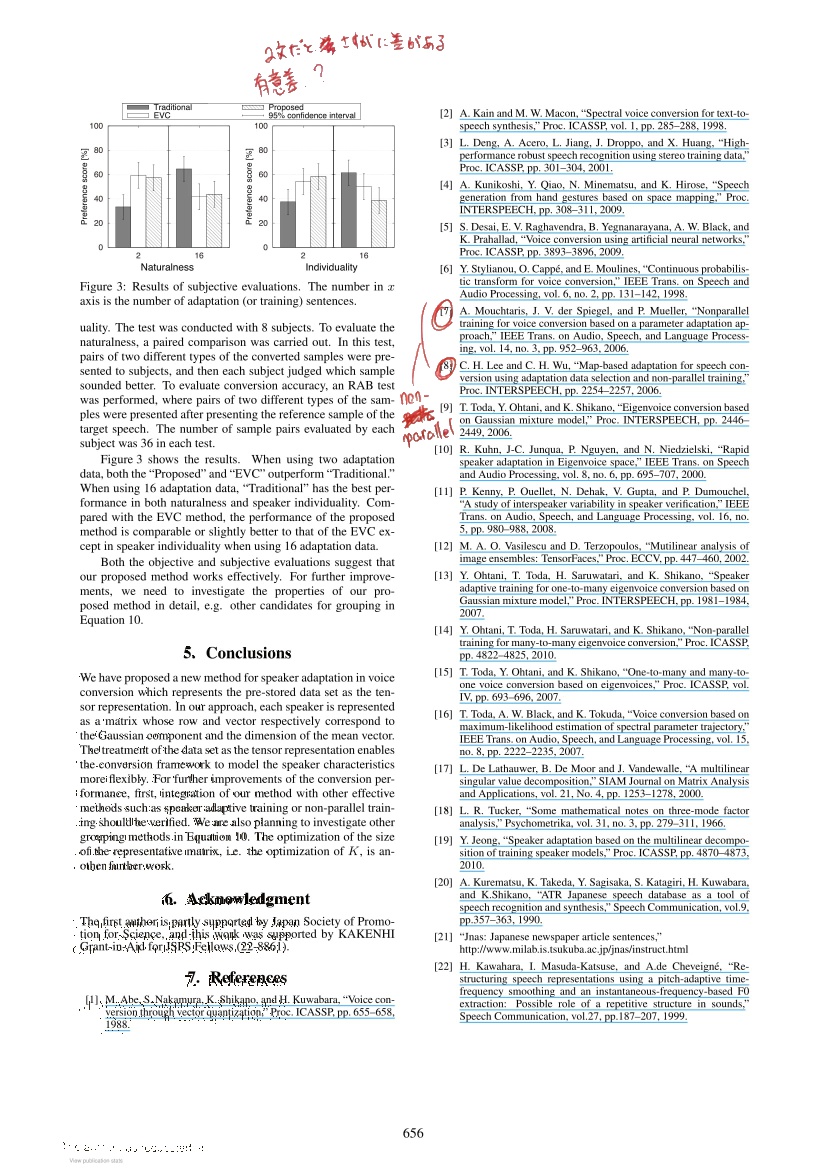 2文だとさすがに差がある
有意差?
Traditional
EVC
Proposed
95% confidence interval
Preference score [%]
100
80
60
40
20
0
2
16
Naturalness
Preference score [%]
100
80
60
40
20
0
2
16
Individuality
Figure 3: Results of subjective evaluations. The number in x
axis is the number of adaptation (or training) sentences.
uality. The test was conducted with 8 subjects. To evaluate the
naturalness, a paired comparison was carried out. In this test,
pairs of two different types of the converted samples were pre-
sented to subjects, and then each subject judged which sample
sounded better. To evaluate conversion accuracy, an RAB test
was performed, where pairs of two different types of the sam-
ples were presented after presenting the reference sample of the
target speech. The number of sample pairs evaluated by each
subject was 36 in each test.
Figure 3 shows the results. When using two adaptation
data, both the “Proposed” and “EVC” outperform “Traditional.”
When using 16 adaptation data, “Traditional” has the best per-
formance in both naturalness and speaker individuality. Com-
pared with the EVC method, the performance of the proposed
method is comparable or slightly better to that of the EVC ex-
cept in speaker individuality when using 16 adaptation data.
Both the objective and subjective evaluations suggest that
our proposed method works effectively. For further improve-
ments, we need to investigate the properties of our pro-
posed method in detail, e.g. other candidates for grouping in
Equation 10.
5. Conclusions
We have proposed a new method for speaker adaptation in voice
conversion which represents the pre-stored data set as the ten-
sor representation. In our approach, each speaker is represented
as a matrix whose row and vector respectively correspond to
the Gaussian component and the dimension of the mean vector.
The treatment of the data set as the tensor representation enables
the conversion framework to model the speaker characteristics
more flexibly. For further improvements of the conversion per-
formance, first, integration of our method with other effective
methods such as speaker adaptive training or non-parallel train-
ing should be verified. We are also planning to investigate other
grouping methods in Equation 10. The optimization of the size
of the representative matrix, i.e. the optimization of K, is an-
other further work.
6. Acknowledgment
The first author is partly supported by Japan Society of Promo-
tion for Science, and this work was supported by KAKENHI
Grant-in-Aid for JSPS Fellows (22-8861).
7. References
[1] M. Abe, S. Nakamura, K. Shikano, and H. Kuwabara, “Voice con-
version through vector quantization,” Proc. ICASSP, pp. 655–658,
1988.
[2] A. Kain and M. W. Macon, “Spectral voice conversion for text-to-
speech synthesis,” Proc. ICASSP, vol. 1, pp. 285–288, 1998.
[3] L. Deng, A. Acero, L. Jiang, J. Droppo, and X. Huang, “High-
performance robust speech recognition using stereo training data,”
Proc. ICASSP, pp. 301–304, 2001.
[4] A. Kunikoshi, Y. Qiao, N. Minematsu, and K. Hirose, “Speech
generation from hand gestures based on space mapping,” Proc.
INTERSPEECH, pp. 308–311, 2009.
[5] S. Desai, E. V. Raghavendra, B. Yegnanarayana, A. W. Black, and
K. Prahallad, “Voice conversion using artificial neural networks,”
Proc. ICASSP, pp. 3893–3896, 2009.
[6] Y. Stylianou, O. Cappé, and E. Moulines, “Continuous probabilis-
tic transform for voice conversion,” IEEE Trans. on Speech and
Audio Processing, vol. 6, no. 2, pp. 131–142, 1998.
[7] A. Mouchtaris, J. V. der Spiegel, and P. Mueller, “Nonparallel
training for voice conversion based on a parameter adaptation ap-
proach,” IEEE Trans. on Audio, Speech, and Language Process-
ing, vol. 14, no. 3, pp. 952–963, 2006.
[8] C. H. Lee and C. H. Wu, “Map-based adaptation for speech con-
version using adaptation data selection and non-parallel training,”
Proc. INTERSPEECH, pp. 2254–2257, 2006.
non-
parallel
[9] T. Toda, Y. Ohtani, and K. Shikano, “Eigenvoice conversion based
on Gaussian mixture model,” Proc. INTERSPEECH, pp. 2446–
2449, 2006.
[10] R. Kuhn, J-C. Junqua, P. Nguyen, and N. Niedzielski, “Rapid
speaker adaptation in Eigenvoice space,” IEEE Trans. on Speech
and Audio Processing, vol. 8, no. 6, pp. 695–707, 2000.
[11] P. Kenny, P. Ouellet, N. Dehak, V. Gupta, and P. Dumouchel,
“A study of interspeaker variability in speaker verification,” IEEE
Trans. on Audio, Speech, and Language Processing, vol. 16, no.
5, pp. 980–988, 2008.
[12] M. A. O. Vasilescu and D. Terzopoulos, “Mutilinear analysis of
image ensembles: TensorFaces,” Proc. ECCV, pp. 447–460, 2002.
[13] Y. Ohtani, T. Toda, H. Saruwatari, and K. Shikano, “Speaker
adaptive training for one-to-many eigenvoice conversion based on
Gaussian mixture model,” Proc. INTERSPEECH, pp. 1981–1984,
2007.
[14] Y. Ohtani, T. Toda, H. Saruwatari, and K. Shikano, “Non-parallel
training for many-to-many eigenvoice conversion,” Proc. ICASSP,
pp. 4822–4825, 2010.
[15] T. Toda, Y. Ohtani, and K. Shikano, “One-to-many and many-to-
one voice conversion based on eigenvoices,” Proc. ICASSP, vol.
IV, pp. 693–696, 2007.
[16] T. Toda, A. W. Black, and K. Tokuda, “Voice conversion based on
maximum-likelihood estimation of spectral parameter trajectory,”
IEEE Trans. on Audio, Speech, and Language Processing, vol. 15,
no. 8, pp. 2222–2235, 2007.
[17] L. De Lathauwer, B. De Moor and J. Vandewalle, “A multilinear
singular value decomposition,” SIAM Journal on Matrix Analysis
and Applications, vol. 21, No. 4, pp. 1253–1278, 2000.
[18] L. R. Tucker, “Some mathematical notes on three-mode factor
analysis,” Psychometrika, vol. 31, no. 3, pp. 279–311, 1966.
[19] Y. Jeong, “Speaker adaptation based on the multilinear decompo-
sition of training speaker models,” Proc. ICASSP, pp. 4870–4873,
2010.
[20] A. Kurematsu, K. Takeda, Y. Sagisaka, S. Katagiri, H. Kuwabara,
and K.Shikano, “ATR Japanese speech database as a tool of
speech recognition and synthesis,” Speech Communication, vol.9,
pp.357–363, 1990.
[21] “Jnas: Japanese newspaper article sentences,”
http://www.milab.is.tsukuba.ac.jp/jnas/instruct.html
[22] H. Kawahara, I. Masuda-Katsuse, and A.de Cheveigné, “Re-
structuring speech representations using a pitch-adaptive time-
frequency smoothing and an instantaneous-frequency-based F0
extraction: Possible role of a repetitive structure in sounds,”
Speech Communication, vol.27, pp.187–207, 1999.
656
View publication stats